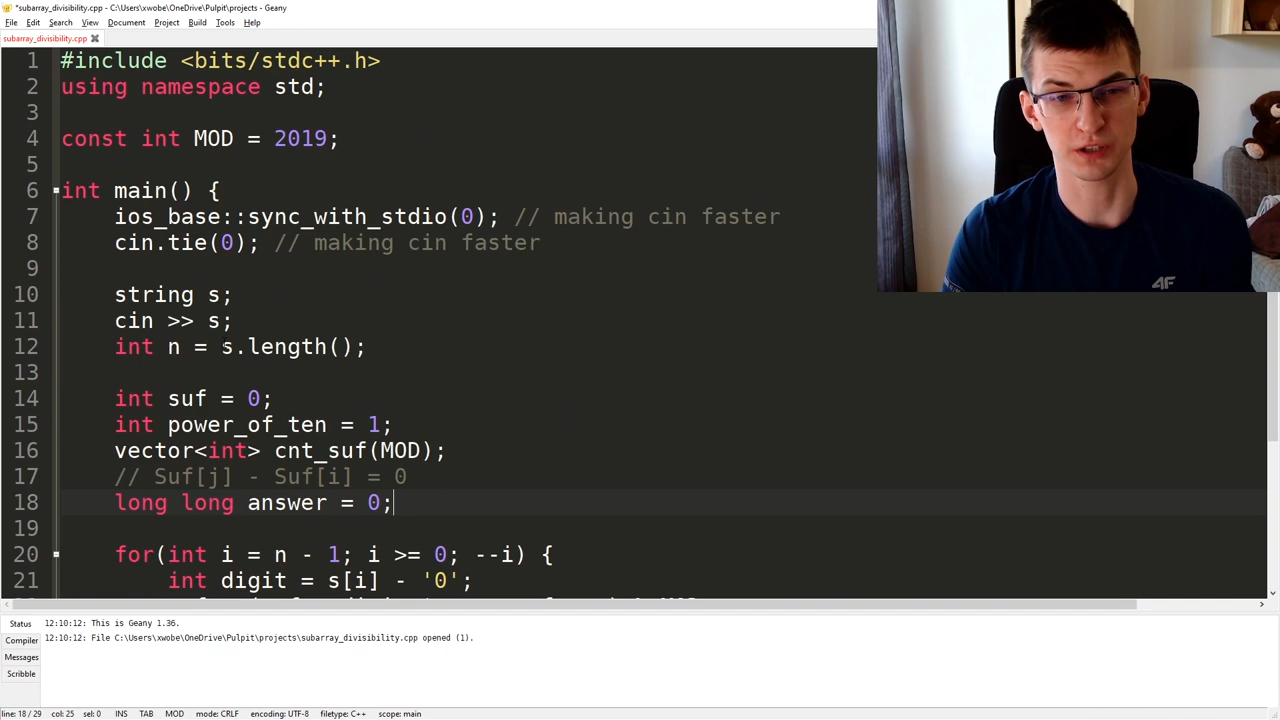 *subarray_divisibility.cpp - C:\Users\xwobe\OneDrive\Pulpit\projects - Geany
File Edit Search View Document Project Build Tools Help
subarray_divisibility.cpp
1 #include <bits/stdc++.h>
2 using namespace std;
3
4 const int MOD = 2019;
5
6 int main() {
7 ios_base::sync_with_stdio(0); // making cin faster
8 cin.tie(0); // making cin faster
9
10 string s;
11 cin >> s;
12 int n = s.length();
13
14 int suf = 0;
15 int power_of_ten = 1;
16 vector<int> cnt_suf(MOD);
17 // Suf[j] - Suf[i] = 0
18 long long answer = 0;
19
20 for(int i = n - 1; i >= 0; --i) {
21 int digit = s[i] - '0';
4F
Status 12:10:12: This is Geany 1.36.
Compiler 12:10:12: File C:\Users\xwobe\OneDrive\Pulpit\projects\subarray_divisibility.cpp opened (1).
Messages
Scribble
line: 18 / 29 col: 25 sel: 0 INS TAB MOD mode: CRLF encoding: UTF-8 filetype: C++ scope: main